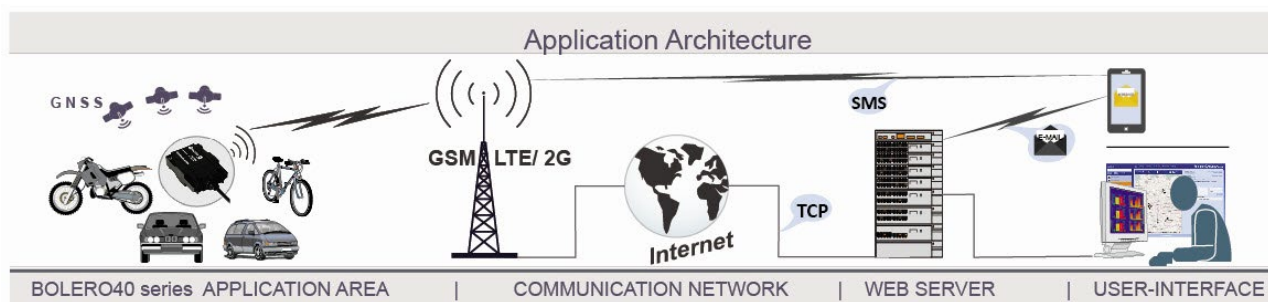 Application Architecture
GNSS
SMS
E-MAIL
GSM LTE/ 2G
TCP
Internet
BOLERO40 series APPLICATION AREA | COMMUNICATION NETWORK | WEB SERVER | USER-INTERFACE